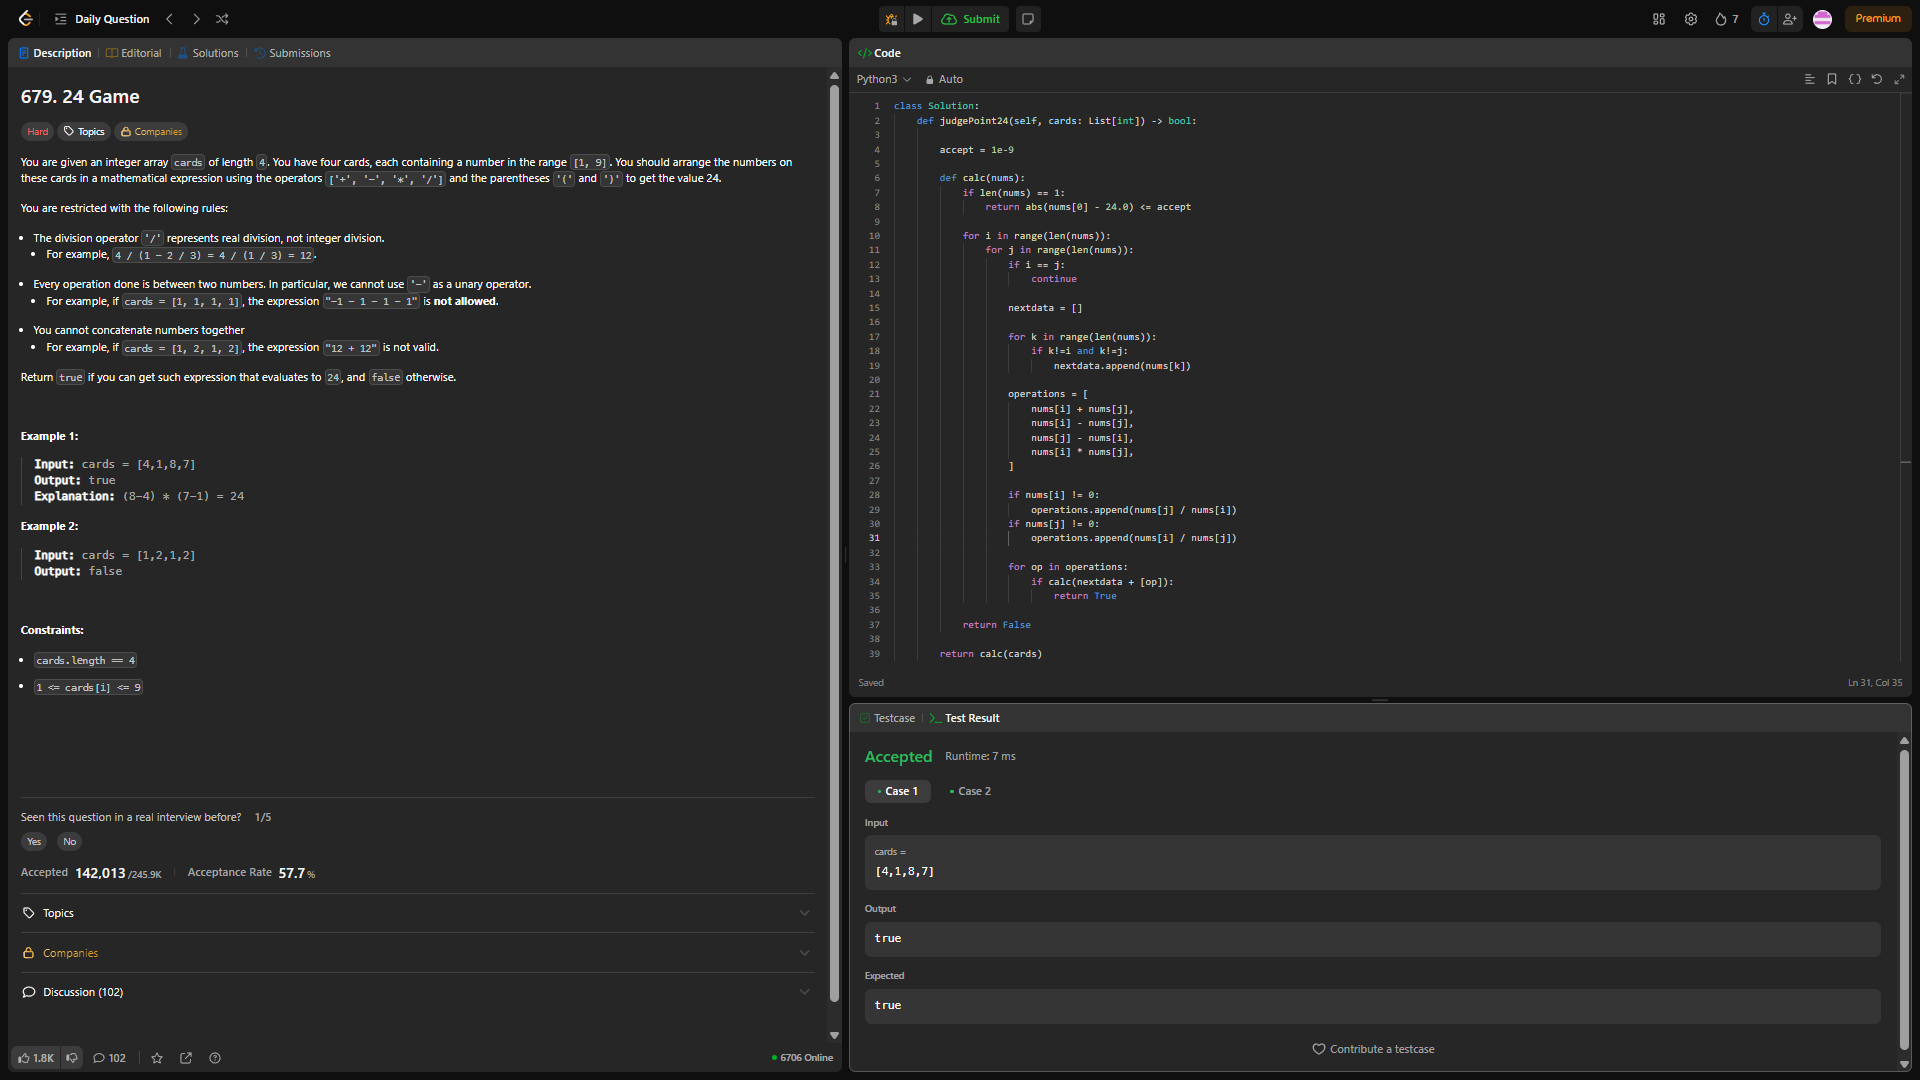 Daily Question
Submit
7
Premium
Description
Editorial
Solutions
Submissions
679. 24 Game
Hard
Topics
Companies
You are given an integer array cards of length 4. You have four cards, each containing a number in the range [1, 9]. You should arrange the numbers on
these cards in a mathematical expression using the operators ['+', '-', '*', '/'] and the parentheses '(' and ')' to get the value 24.
You are restricted with the following rules:
• The division operator '/' represents real division, not integer division.
• For example, 4 / (1 - 2 / 3) = 4 / (1 / 3) = 12.
• Every operation done is between two numbers. In particular, we cannot use '-' as a unary operator.
• For example, if cards = [1, 1, 1, 1], the expression "-1 - 1 - 1 - 1" is not allowed.
• You cannot concatenate numbers together
• For example, if cards = [1, 2, 1, 2], the expression "12 + 12" is not valid.
Return true if you can get such expression that evaluates to 24, and false otherwise.
Example 1:
Input: cards = [4,1,8,7]
Output: true
Explanation: (8-4) * (7-1) = 24
Example 2:
Input: cards = [1,2,1,2]
Output: false
Constraints:
• cards.length == 4
• 1 <= cards[i] <= 9
Seen this question in a real interview before? 1/5
Yes No
Accepted 142,013 /245.9K Acceptance Rate 57.7 %
Topics
Companies
Discussion (102)
1.8K 102 6706 Online
</> Code
Python3 Auto
1 class Solution:
2 def judgePoint24(self, cards: List[int]) -> bool:
3
4 accept = 1e-9
5
6 def calc(nums):
7 if len(nums) == 1:
8 return abs(nums[0] - 24.0) <= accept
9
10 for i in range(len(nums)):
11 for j in range(len(nums)):
12 if i == j:
13 continue
14
15 nextdata = []
16
17 for k in range(len(nums)):
18 if k!=i and k!=j:
19 nextdata.append(nums[k])
20
21 operations = [
22 nums[i] + nums[j],
23 nums[i] - nums[j],
24 nums[j] - nums[i],
25 nums[i] * nums[j],
26 ]
27
28 if nums[i] != 0:
29 operations.append(nums[j] / nums[i])
30 if nums[j] != 0:
31 operations.append(nums[i] / nums[j])
32
33 for op in operations:
34 if calc(nextdata + [op]):
35 return True
36
37 return False
38
39 return calc(cards)
Saved Ln 31, Col 35
Testcase
>_ Test Result
Accepted Runtime: 7 ms
• Case 1 • Case 2
Input
cards =
[4,1,8,7]
Output
true
Expected
true
Contribute a testcase